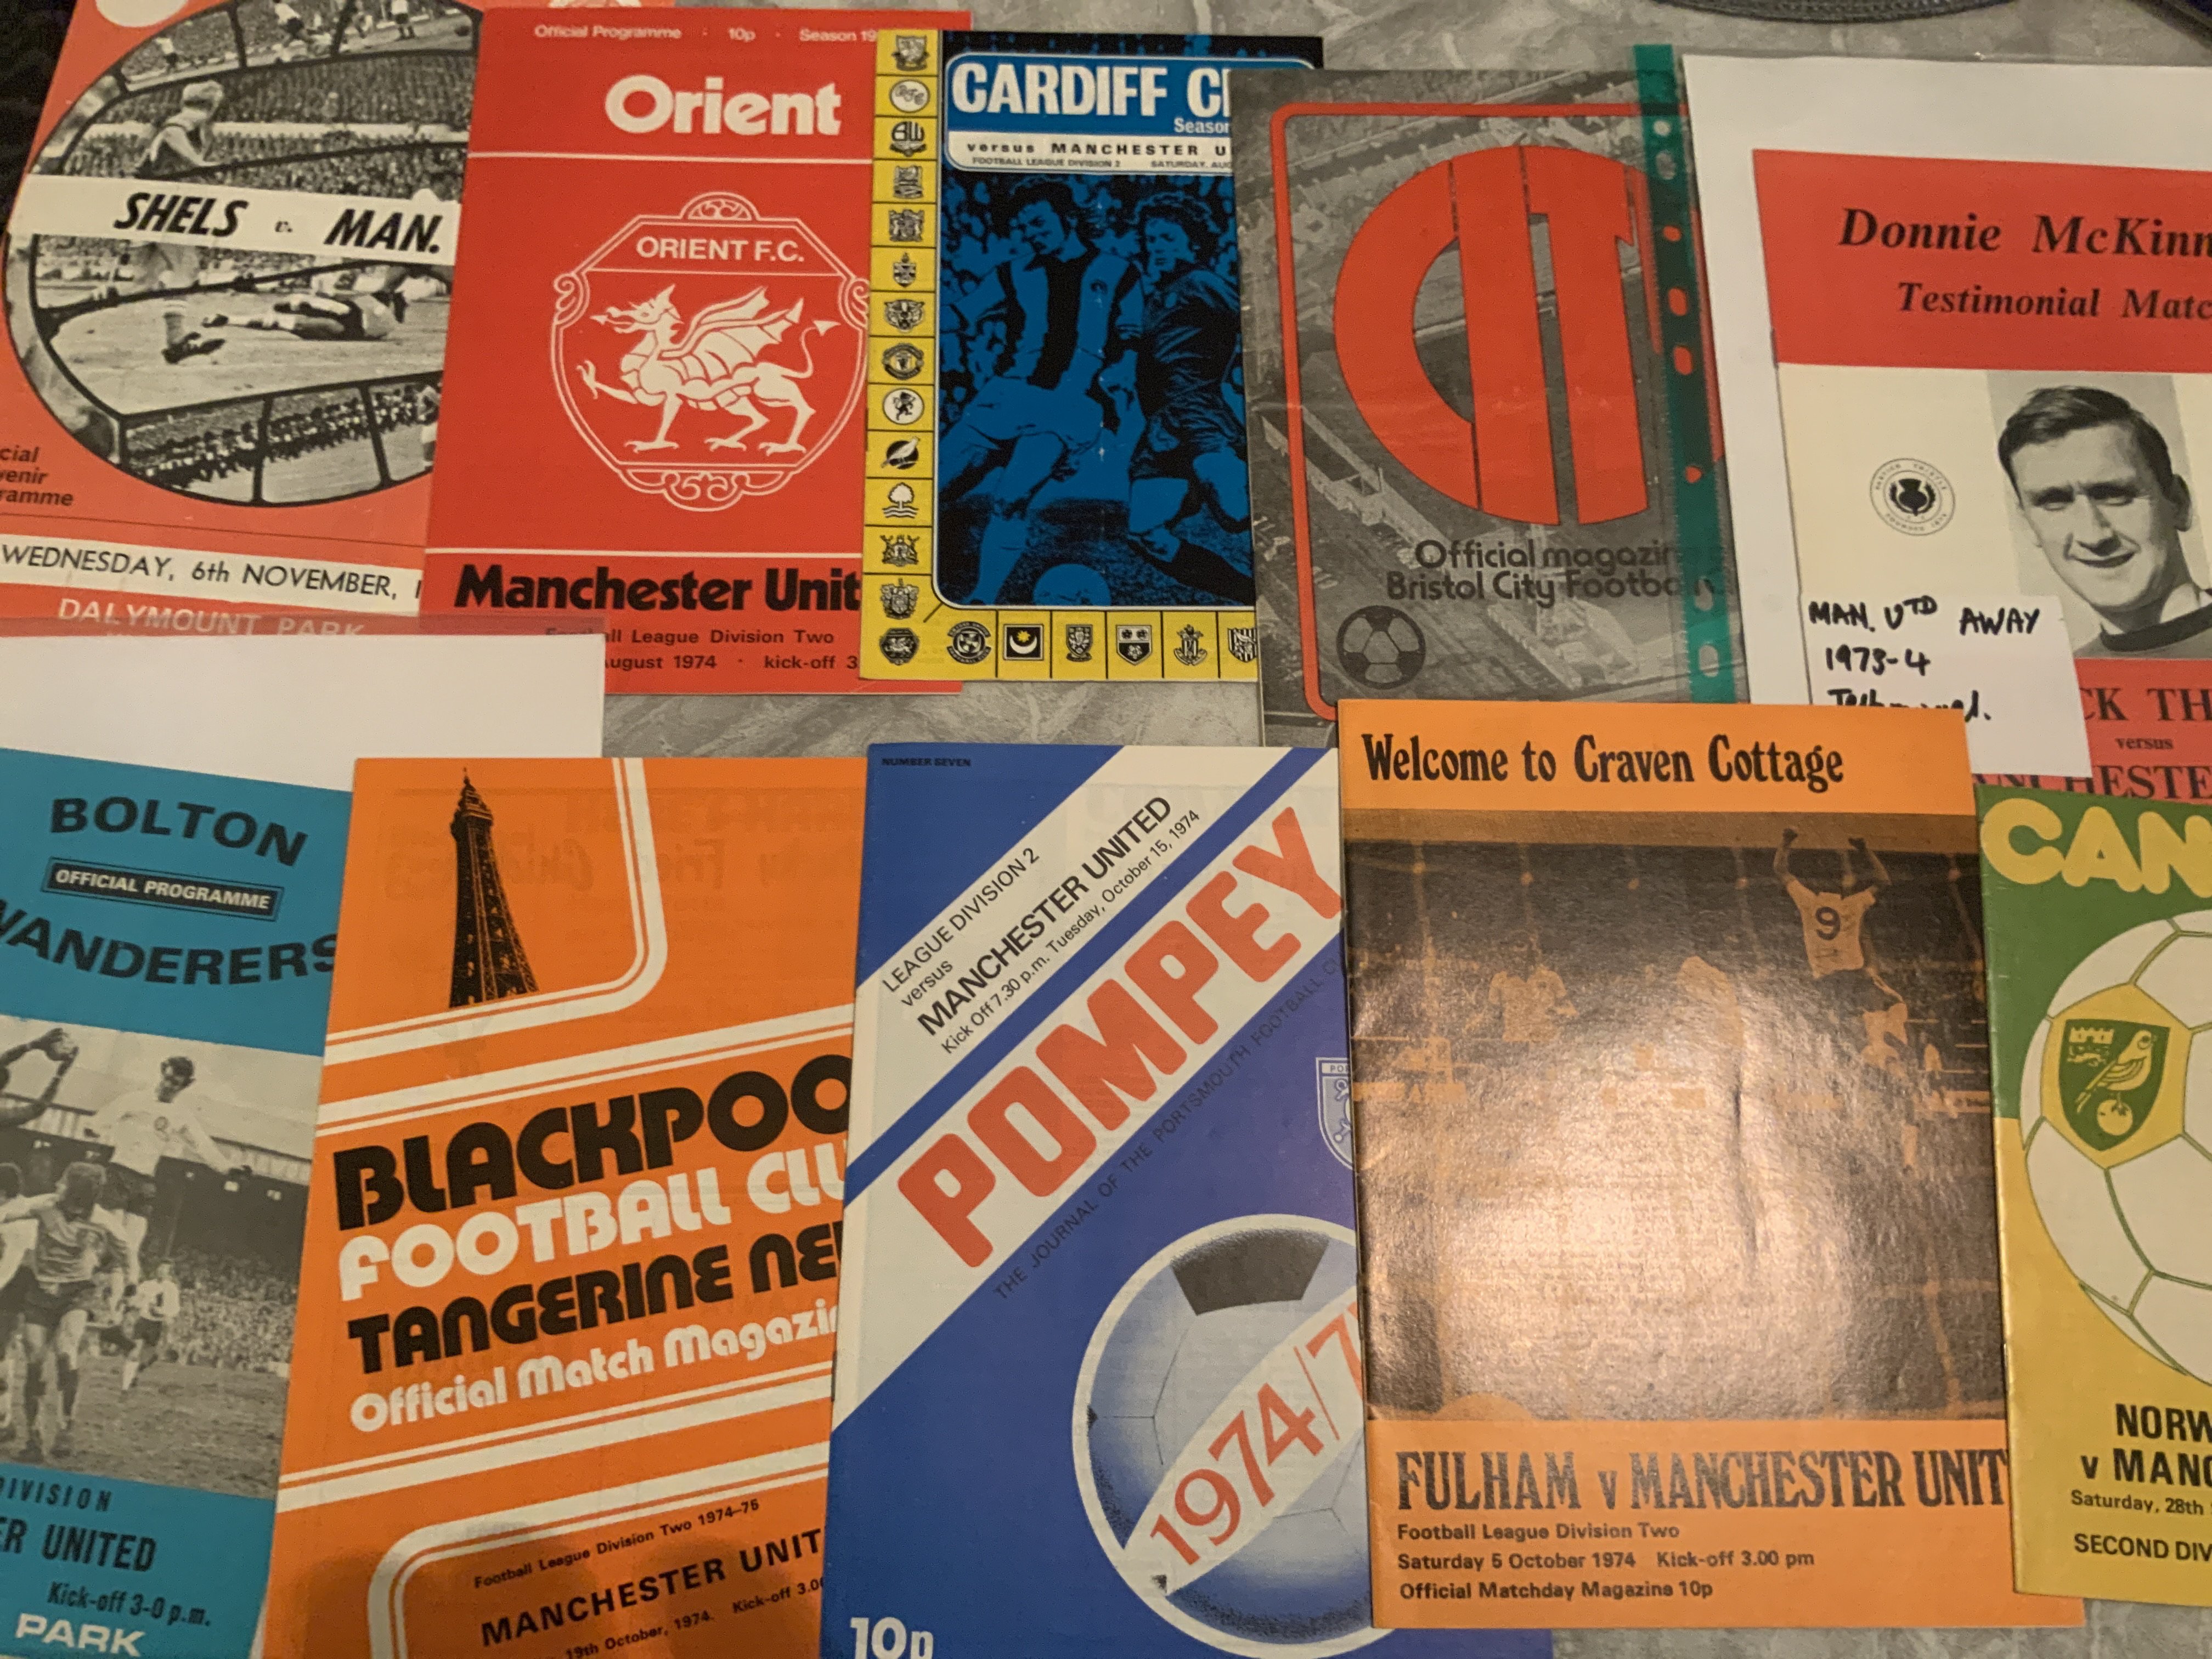 SHELS v. MAN.
WEDNESDAY, 6th NOVEMBER,
DALYMOUNT PARK
Official Programme · 10p · Season 19
Orient
ORIENT F.C.
Manchester Unit
all League Division Two
August 1974 · kick-off 3
CARDIFF CI
Season
versus MANCHESTER U
FOOTBALL LEAGUE DIVISION 2 SATURDAY, AUG
Official magazin
Bristol City Footba
Donnie McKinn
Testimonial Matc
MAN. UTD AWAY
1973-4
CK TH
versus
NCHESTE
BOLTON
OFFICIAL PROGRAMME
WANDERERS
DIVISION
ER UNITED
Kick-off 3-0 p.m.
PARK
BLACKPOO
FOOTBALL CLU
TANGERINE NE
Official Match Magazi
Football League Division Two 1974-75
MANCHESTER UNIT
19th October, 1974. Kick-off 3.0
NUMBER SEVEN
LEAGUE DIVISION 2
versus
MANCHESTER UNITED
Kick Off 7.30 p.m. Tuesday, October 15, 1974
POMPEY
THE JOURNAL OF THE PORTSMOUTH FOOTBALL C
1974/7
10p
Welcome to Craven Cottage
9
FULHAM v MANCHESTER UNIT
Football League Division Two
Saturday 5 October 1974 Kick-off 3.00 pm
Official Matchday Magazine 10p
CAN
NORW
v MANC
Saturday, 28th
SECOND DIV